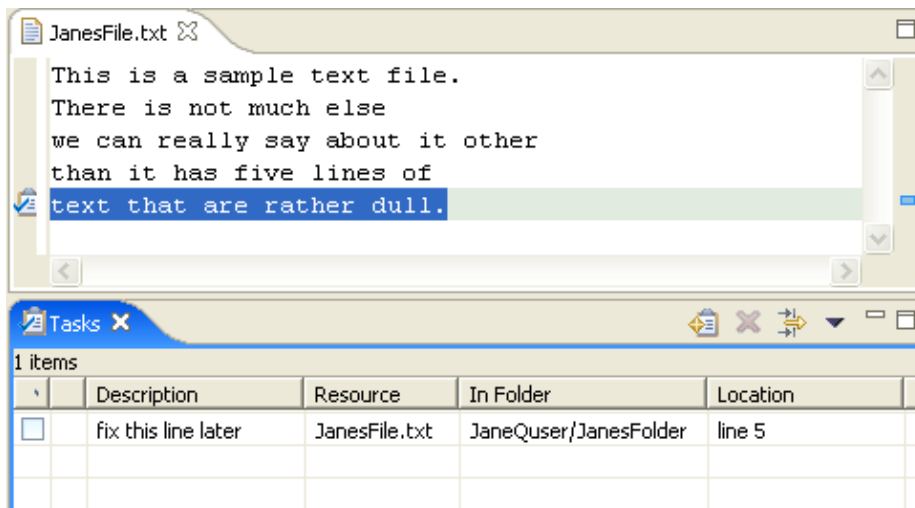 JanesFile.txt
This is a sample text file.
There is not much else
we can really say about it other
than it has five lines of
text that are rather dull.
Tasks
1 items
Description Resource In Folder Location
fix this line later JanesFile.txt JaneQuser/JanesFolder line 5